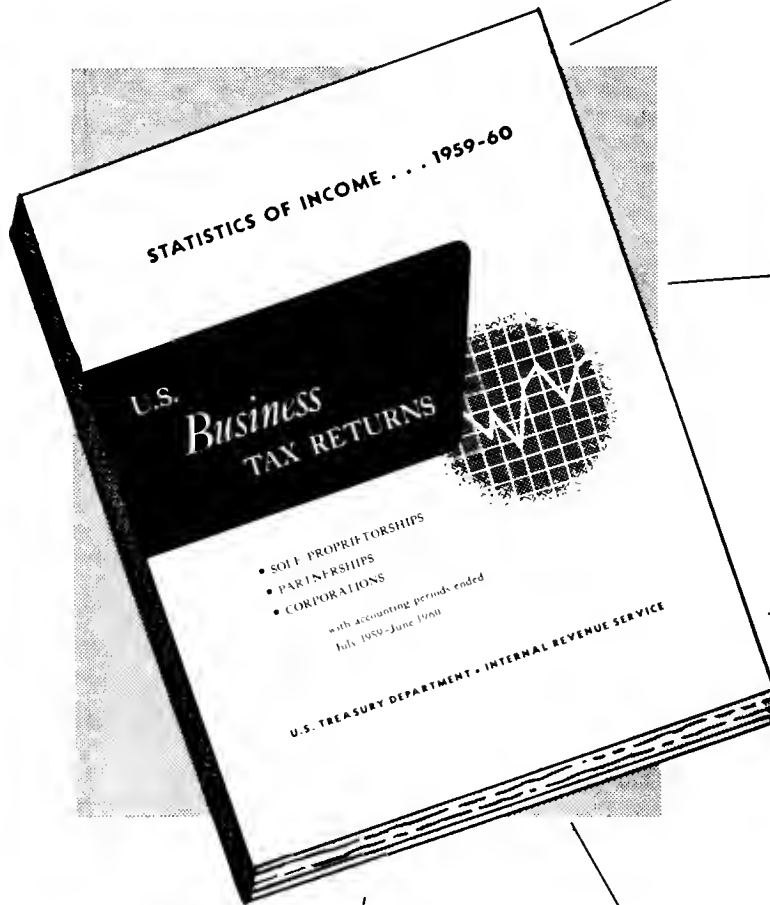 STATISTICS OF INCOME . . . 1959-60
U.S.
Business
TAX RETURNS
• SOLE PROPRIETORSHIPS
• PARTNERSHIPS
• CORPORATIONS
with accounting periods ended
July 1959-June 1960
U.S. TREASURY DEPARTMENT • INTERNAL REVENUE SERVICE